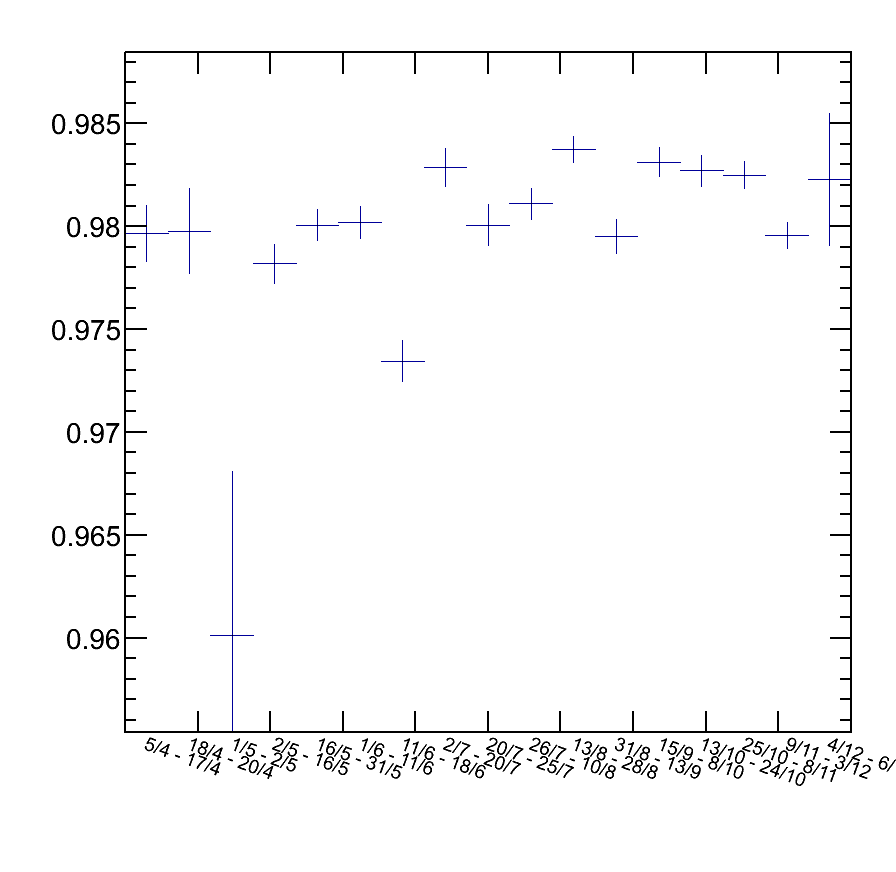 0.985
0.98
0.975
0.97
0.965
0.96
5/4 - 17/4
18/4 - 20/4
1/5 - 2/5
2/5 - 16/5
16/5 - 31/5
1/6 - 11/6
11/6 - 18/6
2/7 - 20/7
20/7 - 25/7
26/7 - 10/8
13/8 - 28/8
31/8 - 13/9
15/9 - 8/10
13/10 - 24/10
25/10 - 8/11
9/11 - 3/12
4/12 - 6/